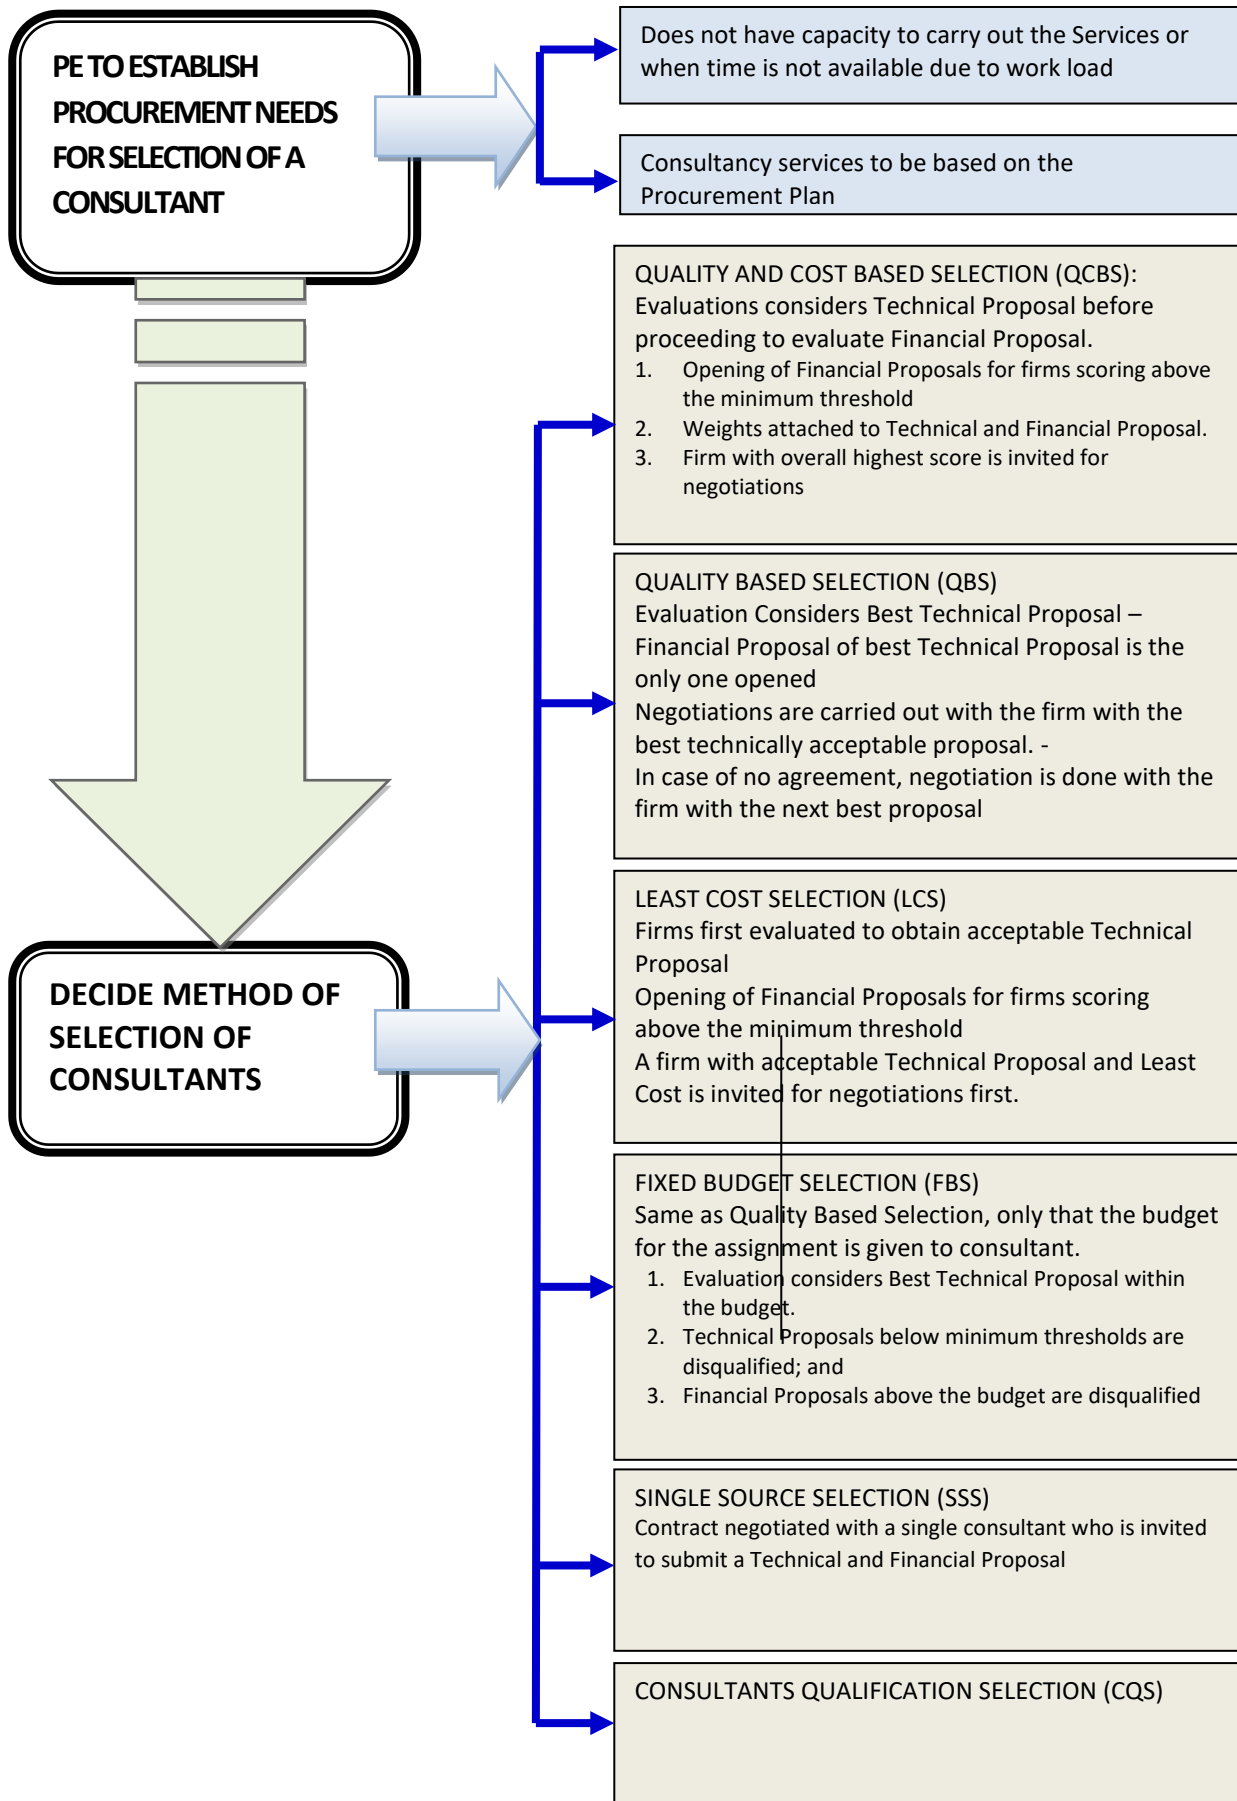 PE TO ESTABLISH
PROCUREMENT NEEDS
FOR SELECTION OF A
CONSULTANT
Does not have capacity to carry out the Services or
when time is not available due to work load
Consultancy services to be based on the
Procurement Plan
QUALITY AND COST BASED SELECTION (QCBS):
Evaluations considers Technical Proposal before
proceeding to evaluate Financial Proposal.
1. Opening of Financial Proposals for firms scoring above
the minimum threshold
2. Weights attached to Technical and Financial Proposal.
3. Firm with overall highest score is invited for
negotiations
QUALITY BASED SELECTION (QBS)
Evaluation Considers Best Technical Proposal –
Financial Proposal of best Technical Proposal is the
only one opened
Negotiations are carried out with the firm with the
best technically acceptable proposal. -
In case of no agreement, negotiation is done with the
firm with the next best proposal
DECIDE METHOD OF
SELECTION OF
CONSULTANTS
LEAST COST SELECTION (LCS)
Firms first evaluated to obtain acceptable Technical
Proposal
Opening of Financial Proposals for firms scoring
above the minimum threshold
A firm with acceptable Technical Proposal and Least
Cost is invited for negotiations first.
FIXED BUDGET SELECTION (FBS)
Same as Quality Based Selection, only that the budget
for the assignment is given to consultant.
1. Evaluation considers Best Technical Proposal within
the budget.
2. Technical Proposals below minimum thresholds are
disqualified; and
3. Financial Proposals above the budget are disqualified
SINGLE SOURCE SELECTION (SSS)
Contract negotiated with a single consultant who is invited
to submit a Technical and Financial Proposal
CONSULTANTS QUALIFICATION SELECTION (CQS)